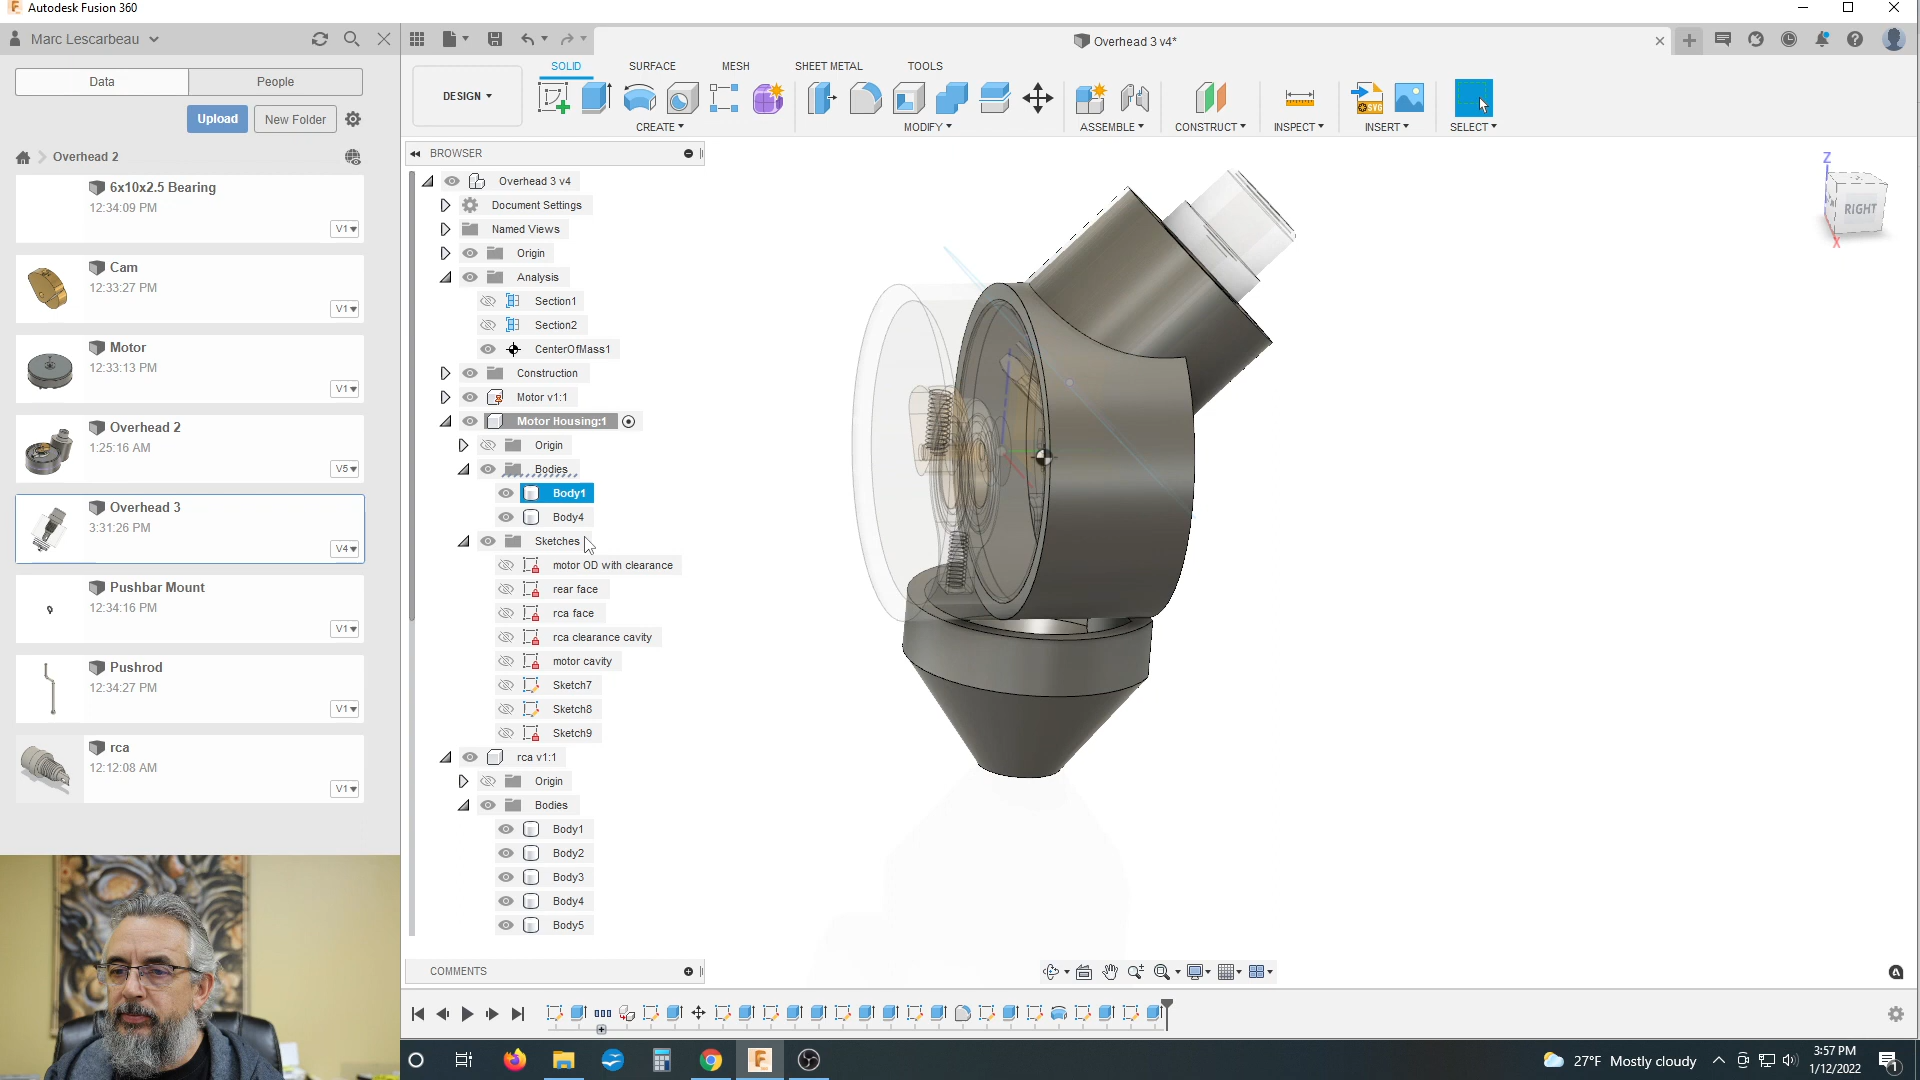 Autodesk Fusion 360
Marc Lescarbeau
Overhead 3 v4*
Data
People
SOLID
SURFACE
MESH
SHEET METAL
TOOLS
DESIGN
Upload
New Folder
CREATE
MODIFY
ASSEMBLE
CONSTRUCT
INSPECT
INSERT
SELECT
Overhead 2
6x10x2.5 Bearing
12:34:09 PM
V1
Cam
12:33:27 PM
V1
Motor
12:33:13 PM
V1
Overhead 2
1:25:16 AM
V5
Overhead 3
3:31:26 PM
V4
Pushbar Mount
12:34:16 PM
V1
Pushrod
12:34:27 PM
V1
rca
12:12:08 AM
V1
BROWSER
Overhead 3 v4
Document Settings
Named Views
Origin
Analysis
Section1
Section2
CenterOfMass1
Construction
Motor v1:1
Motor Housing:1
Origin
Bodies
Body1
Body4
Sketches
motor OD with clearance
rear face
rca face
rca clearance cavity
motor cavity
Sketch7
Sketch8
Sketch9
rca v1:1
Origin
Bodies
Body1
Body2
Body3
Body4
Body5
COMMENTS
Z
RIGHT
X
27°F Mostly cloudy
3:57 PM
1/12/2022
1